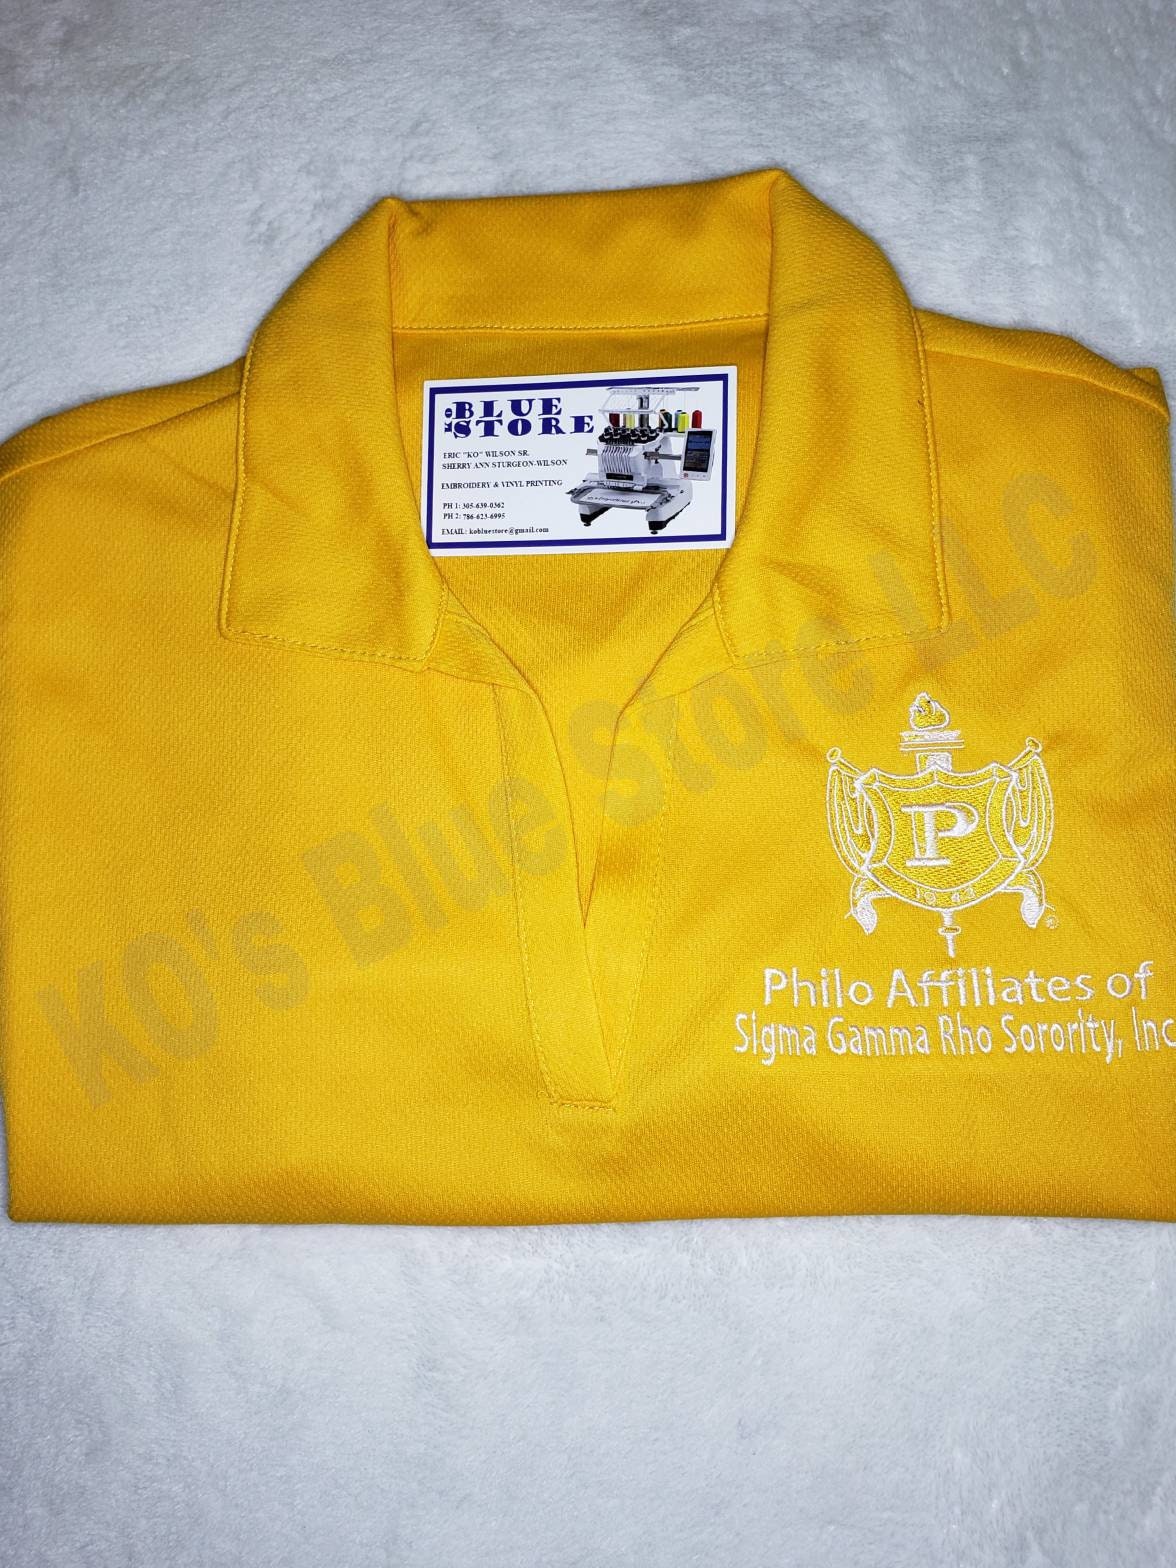 BLUE
STORE
ERIC "KO" WILSON SR.
SHERRY ANN STURGEON-WILSON
EMBROIDERY & VINYL PRINTING
PH 1: 305-639-0362
PH 2: 786-623-6995
EMAIL: kobluestore@gmail.com
KO's Blue Store LLC
P
Philo Affiliates of
Sigma Gamma Rho Sorority, Inc